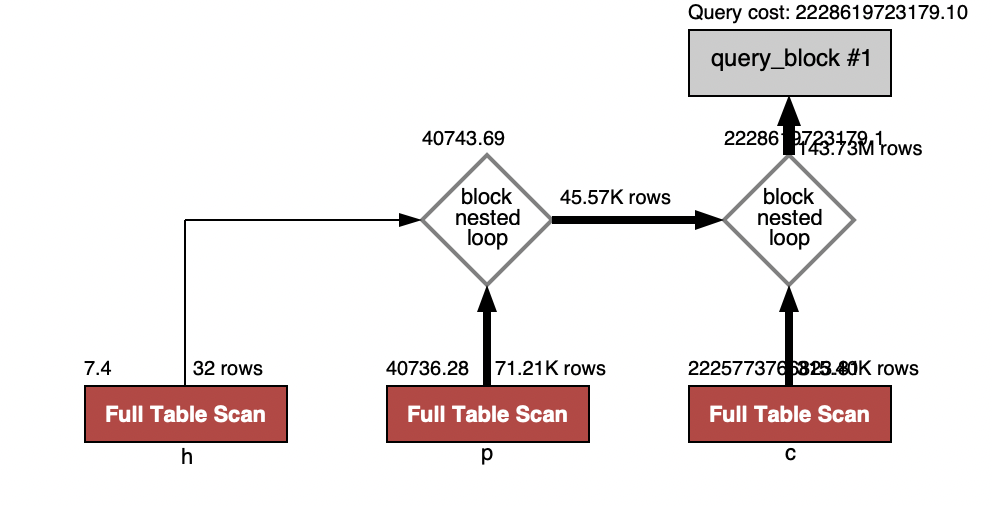 Query cost: 2228619723179.10
query_block #1
40743.69
2228619723179.1
143.73M rows
block
nested
loop
45.57K rows
block
nested
loop
7.4
32 rows
40736.28
71.21K rows
rows
Full Table Scan
Full Table Scan
Full Table Scan
h
p
c